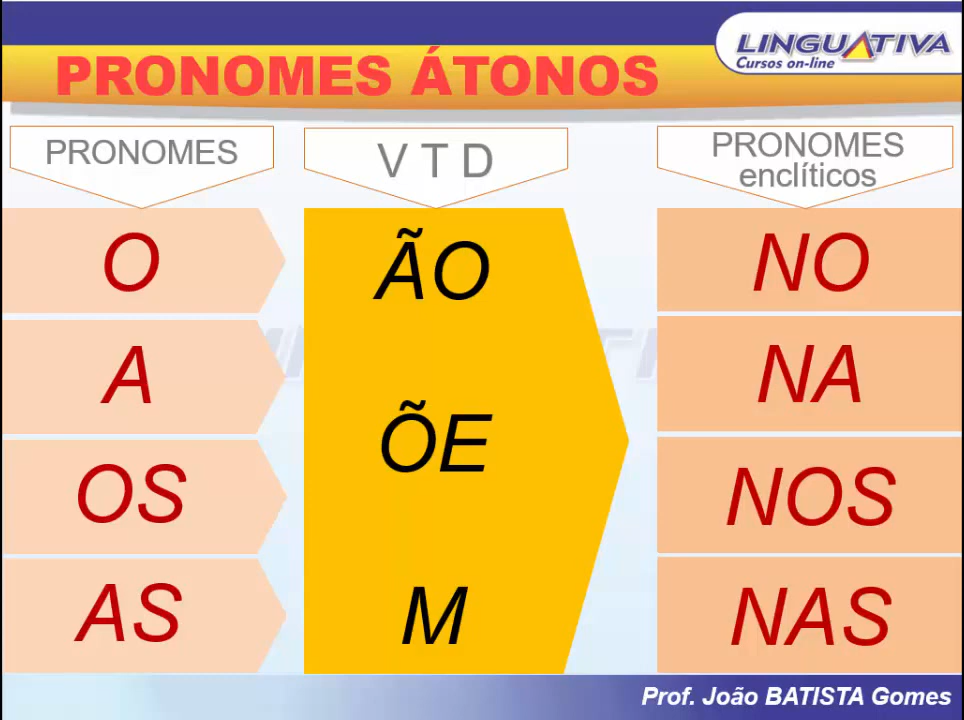 LINGUATIVA
Cursos on-line
PRONOMES ÁTONOS
PRONOMES
V T D
PRONOMES
enclíticos
O
ÃO
NO
A
NA
ÕE
OS
NOS
AS
M
NAS
Prof. João BATISTA Gomes